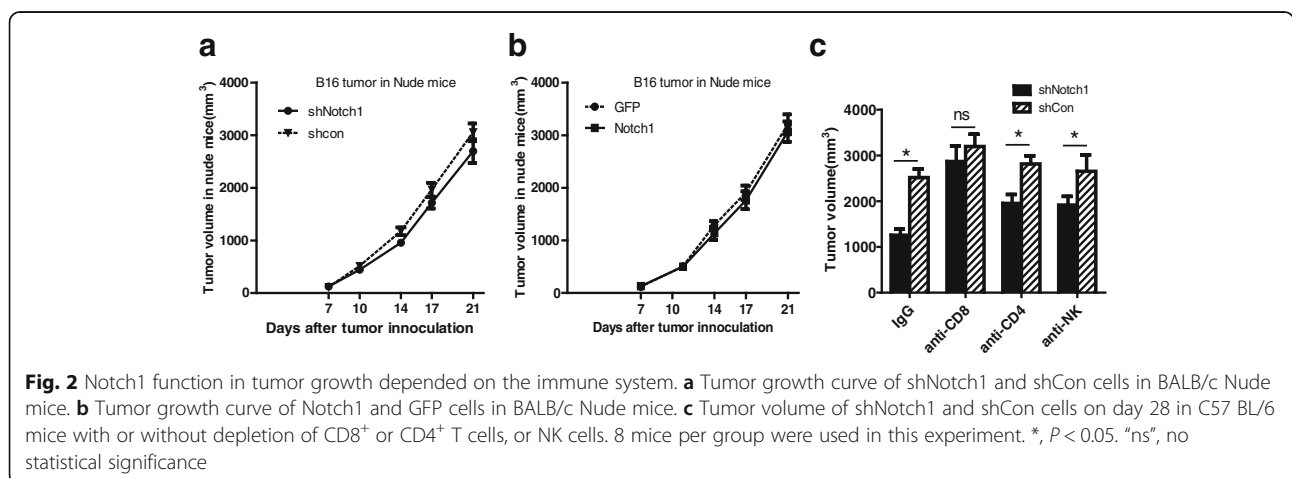 a
B16 tumor in Nude mice
Tumor volume in nude mice(mm³)
shNotch1
shcon
4000
3000
2000
1000
0
7 10 14 17 21
Days after tumor innoculation
b
B16 tumor in Nude mice
Tumor volume in nude mice(mm³)
GFP
Notch1
4000
3000
2000
1000
0
7 10 14 17 21
Days after tumor innoculation
c
shNotch1
shCon
Tumor volume(mm³)
4000
3000
2000
1000
0
* ns * *
IgG
anti-CD8
anti-CD4
anti-NK
Fig. 2 Notch1 function in tumor growth depended on the immune system. a Tumor growth curve of shNotch1 and shCon cells in BALB/c Nude
mice. b Tumor growth curve of Notch1 and GFP cells in BALB/c Nude mice. c Tumor volume of shNotch1 and shCon cells on day 28 in C57 BL/6
mice with or without depletion of CD8⁺ or CD4⁺ T cells, or NK cells. 8 mice per group were used in this experiment. *, P < 0.05. “ns”, no
statistical significance